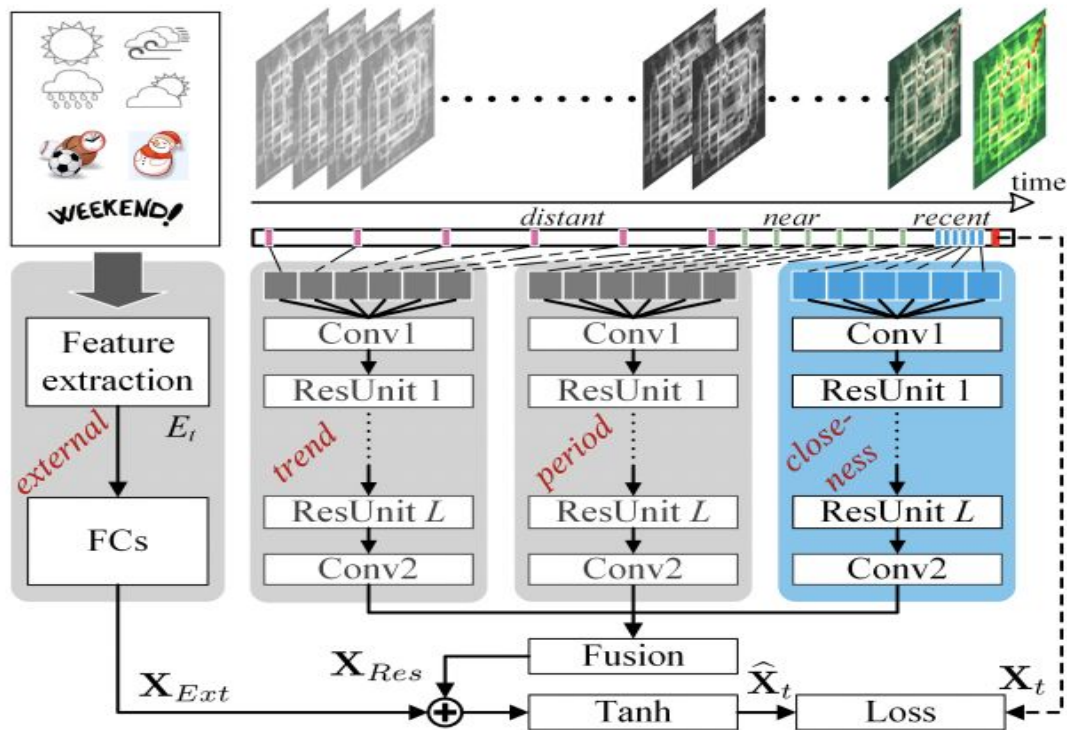 WEEKEND!
time
distant near recent
Feature
extraction
E_t
external
FCs
Conv1
ResUnit 1
trend
ResUnit L
Conv2
Conv1
ResUnit 1
period
ResUnit L
Conv2
Conv1
ResUnit 1
close-
ness
ResUnit L
Conv2
Fusion
X_Res
X_Ext
Tanh
X̂_t
Loss
X_t